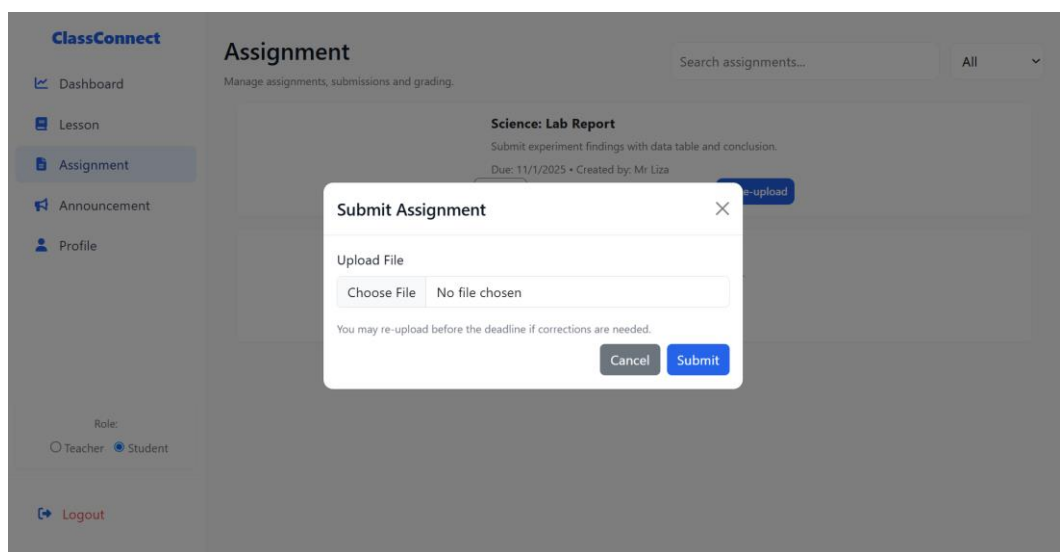 ClassConnect
Dashboard
Lesson
Assignment
Announcement
Profile
Role:
Teacher Student
Logout
Assignment
Manage assignments, submissions and grading.
Search assignments...
All
Science: Lab Report
Submit experiment findings with data table and conclusion.
Due: 11/1/2025 • Created by: Mr Liza
e-upload
Submit Assignment
Upload File
Choose File No file chosen
You may re-upload before the deadline if corrections are needed.
Cancel Submit